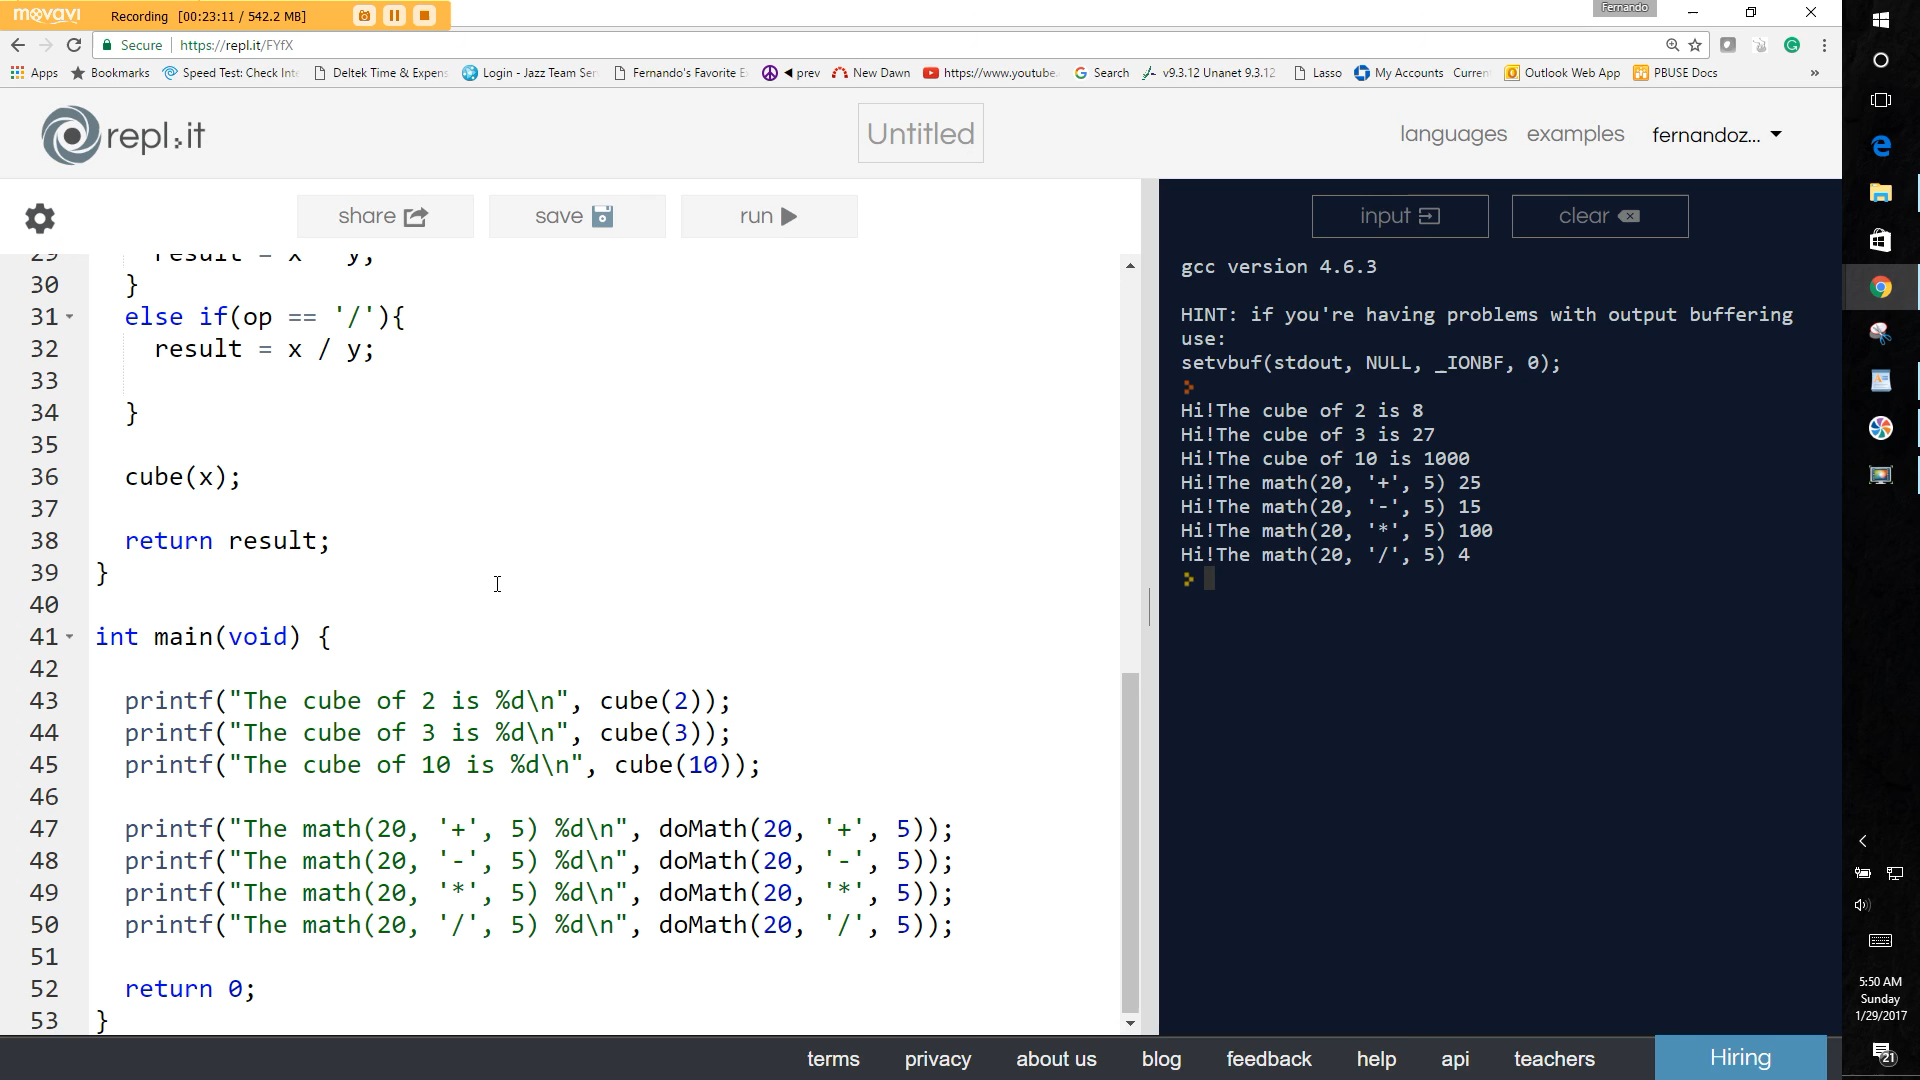 movavi Recording [00:23:11 / 542.2 MB]
Fernando
Secure https://repl.it/FYfX
Apps Bookmarks Speed Test: Check Inte Deltek Time & Expens Login - Jazz Team Ser Fernando's Favorite E prev New Dawn https://www.youtube. Search v9.3.12 Unanet 9.3.12 Lasso My Accounts Current Outlook Web App PBUSE Docs »
repl.it
Untitled
languages examples fernandoz...
share save run
input clear
29 result = x y;
30 }
31 else if(op == '/'){
32 result = x / y;
33
34 }
35
36 cube(x);
37
38 return result;
39 }
40
41 int main(void) {
42
43 printf("The cube of 2 is %d\n", cube(2));
44 printf("The cube of 3 is %d\n", cube(3));
45 printf("The cube of 10 is %d\n", cube(10));
46
47 printf("The math(20, '+', 5) %d\n", doMath(20, '+', 5));
48 printf("The math(20, '-', 5) %d\n", doMath(20, '-', 5));
49 printf("The math(20, '*', 5) %d\n", doMath(20, '*', 5));
50 printf("The math(20, '/', 5) %d\n", doMath(20, '/', 5));
51
52 return 0;
53 }
gcc version 4.6.3
HINT: if you're having problems with output buffering
use:
setvbuf(stdout, NULL, _IONBF, 0);
Hi!The cube of 2 is 8
Hi!The cube of 3 is 27
Hi!The cube of 10 is 1000
Hi!The math(20, '+', 5) 25
Hi!The math(20, '-', 5) 15
Hi!The math(20, '*', 5) 100
Hi!The math(20, '/', 5) 4
terms privacy about us blog feedback help api teachers Hiring
5:50 AM
Sunday
1/29/2017
21